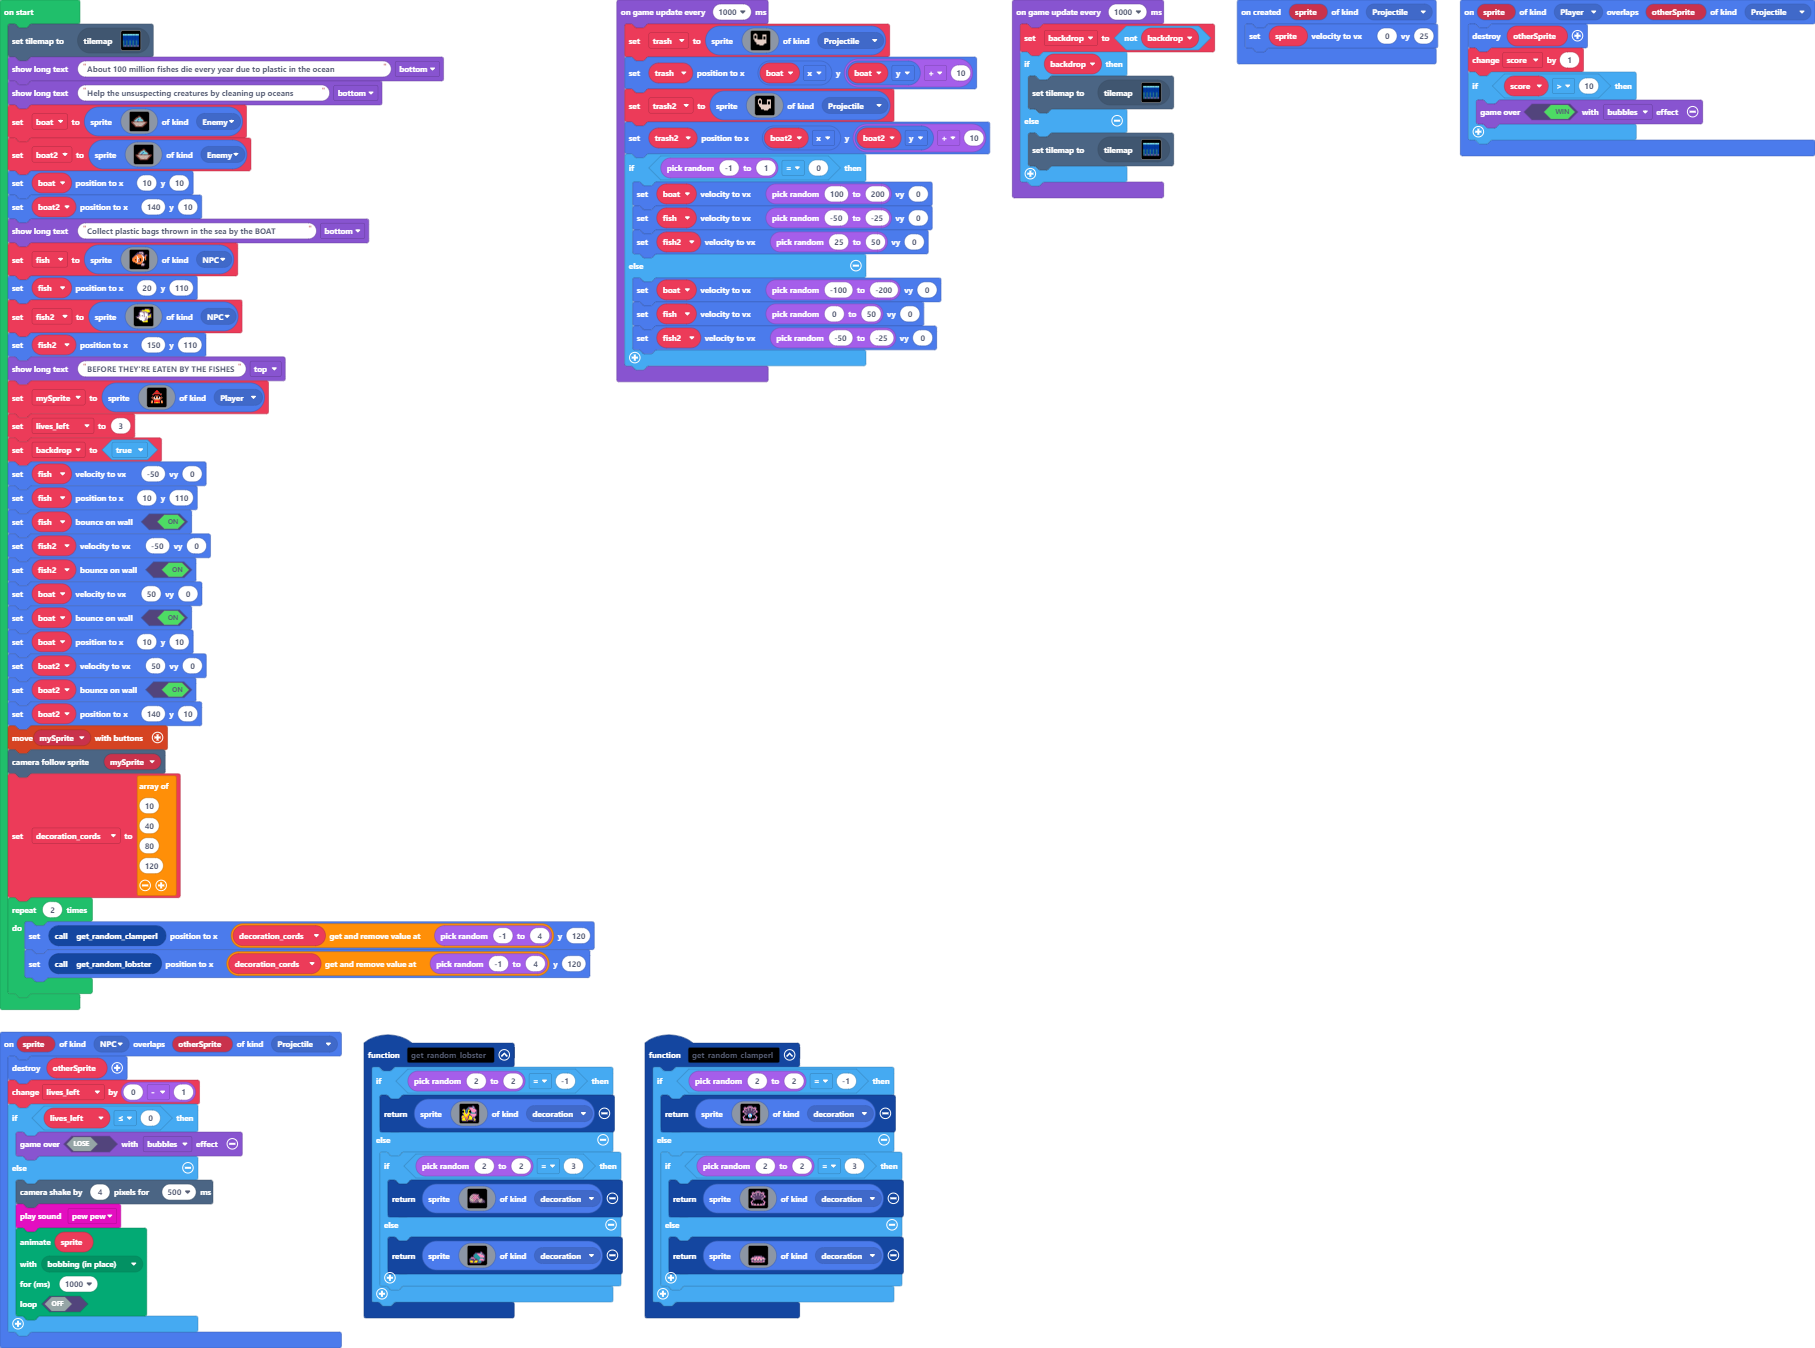 on start
set tilemap to tilemap
show long text "About 100 million fishes die every year due to plastic in the ocean" bottom
show long text "Help the unsuspecting creatures by cleaning up oceans" bottom
set boat to sprite of kind Enemy
set boat2 to sprite of kind Enemy
set boat position to x 10 y 10
set boat2 position to x 140 y 10
show long text "Collect plastic bags thrown in the sea by the BOAT" bottom
set fish to sprite of kind NPC
set fish position to x 20 y 110
set fish2 to sprite of kind NPC
set fish2 position to x 150 y 110
show long text "BEFORE THEY'RE EATEN BY THE FISHES" top
set mySprite to sprite of kind Player
set lives_left to 3
set backdrop to true
set fish velocity to vx -50 vy 0
set fish position to x 10 y 110
set fish bounce on wall ON
set fish2 velocity to vx -50 vy 0
set fish2 bounce on wall ON
set boat velocity to vx 50 vy 0
set boat bounce on wall ON
set boat position to x 10 y 10
set boat2 velocity to vx 50 vy 0
set boat2 bounce on wall ON
set boat2 position to x 140 y 10
move mySprite with buttons
camera follow sprite mySprite
array of
10
40
set decoration_cords to
80
120
repeat 2 times
do
set call get_random_clamperl position to x decoration_cords get and remove value at pick random -1 to 4 y 120
set call get_random_lobster position to x decoration_cords get and remove value at pick random -1 to 4 y 120
on game update every 1000 ms
set trash to sprite of kind Projectile
set trash position to x boat x y boat y + 10
set trash2 to sprite of kind Projectile
set trash2 position to x boat2 x y boat2 y + 10
if pick random -1 to 1 = 0 then
set boat velocity to vx pick random 100 to 200 vy 0
set fish velocity to vx pick random -50 to -25 vy 0
set fish2 velocity to vx pick random 25 to 50 vy 0
else
set boat velocity to vx pick random -100 to -200 vy 0
set fish velocity to vx pick random 0 to 50 vy 0
set fish2 velocity to vx pick random -50 to -25 vy 0
on game update every 1000 ms
set backdrop to not backdrop
if backdrop then
set tilemap to tilemap
else
set tilemap to tilemap
on created sprite of kind Projectile
set sprite velocity to vx 0 vy 25
on sprite of kind Player overlaps otherSprite of kind Projectile
destroy otherSprite
change score by 1
if score > 10 then
game over WIN with bubbles effect
on sprite of kind NPC overlaps otherSprite of kind Projectile
destroy otherSprite
change lives_left by 0 - 1
if lives_left ≤ 0 then
game over LOSE with bubbles effect
else
camera shake by 4 pixels for 500 ms
play sound pew pew
animate sprite
with bobbing (in place)
for (ms) 1000
loop OFF
function get_random_lobster
if pick random 2 to 2 = -1 then
return sprite of kind decoration
else
if pick random 2 to 2 = 3 then
return sprite of kind decoration
else
return sprite of kind decoration
function get_random_clamperl
if pick random 2 to 2 = -1 then
return sprite of kind decoration
else
if pick random 2 to 2 = 3 then
return sprite of kind decoration
else
return sprite of kind decoration